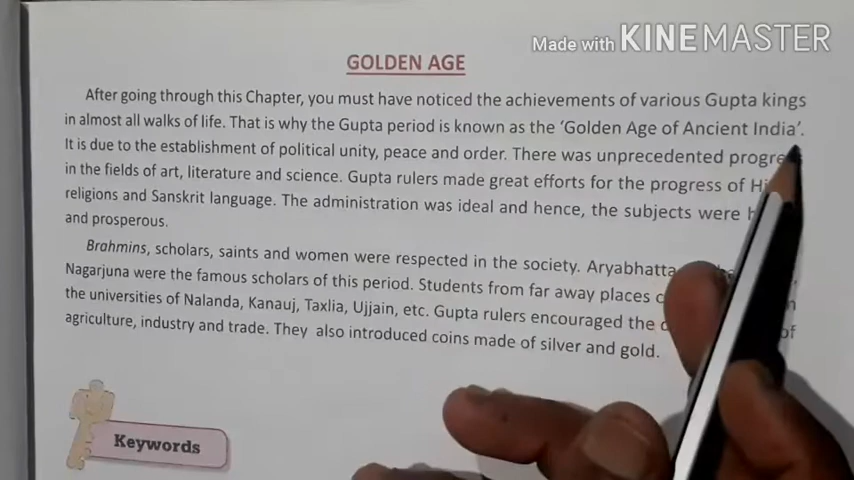 Made with KINEMASTER
GOLDEN AGE
After going through this Chapter, you must have noticed the achievements of various Gupta kings
in almost all walks of life. That is why the Gupta period is known as the 'Golden Age of Ancient India'.
It is due to the establishment of political unity, peace and order. There was unprecedented
in the fields of art, literature and science. Gupta rulers made great efforts for the progress of
religions and Sanskrit language. The administration was ideal and hence, the subjects were
and prosperous.
Brahmins, scholars, saints and women were respected in the society. Aryabhatta
Nagarjuna were the famous scholars of this period. Students from far away places
the universities of Nalanda, Kanauj, Taxlia, Ujjain, etc. Gupta rulers encouraged the of
agriculture, industry and trade. They also introduced coins made of silver and gold.
Keywords